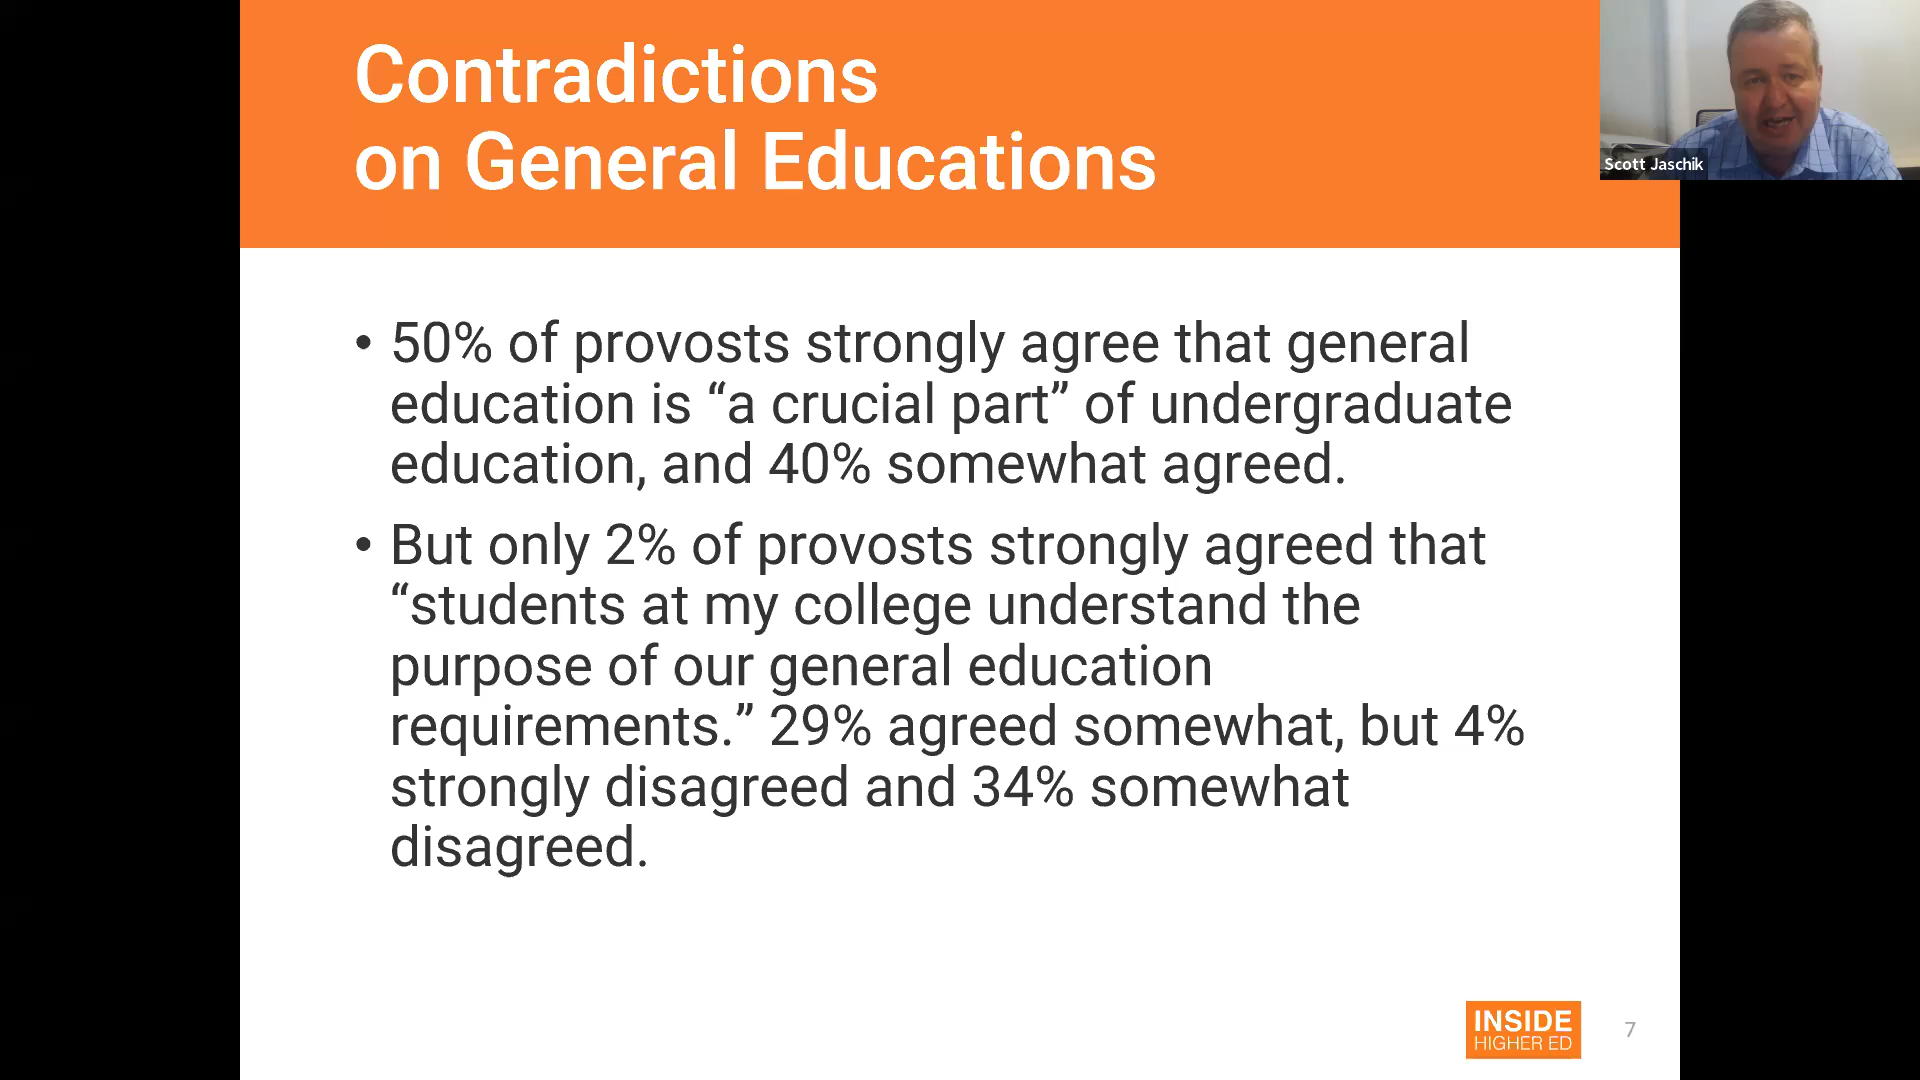 Contradictions
on General Educations
Scott Jaschik
• 50% of provosts strongly agree that general
education is “a crucial part” of undergraduate
education, and 40% somewhat agreed.
• But only 2% of provosts strongly agreed that
“students at my college understand the
purpose of our general education
requirements.” 29% agreed somewhat, but 4%
strongly disagreed and 34% somewhat
disagreed.
INSIDE
HIGHER ED
7